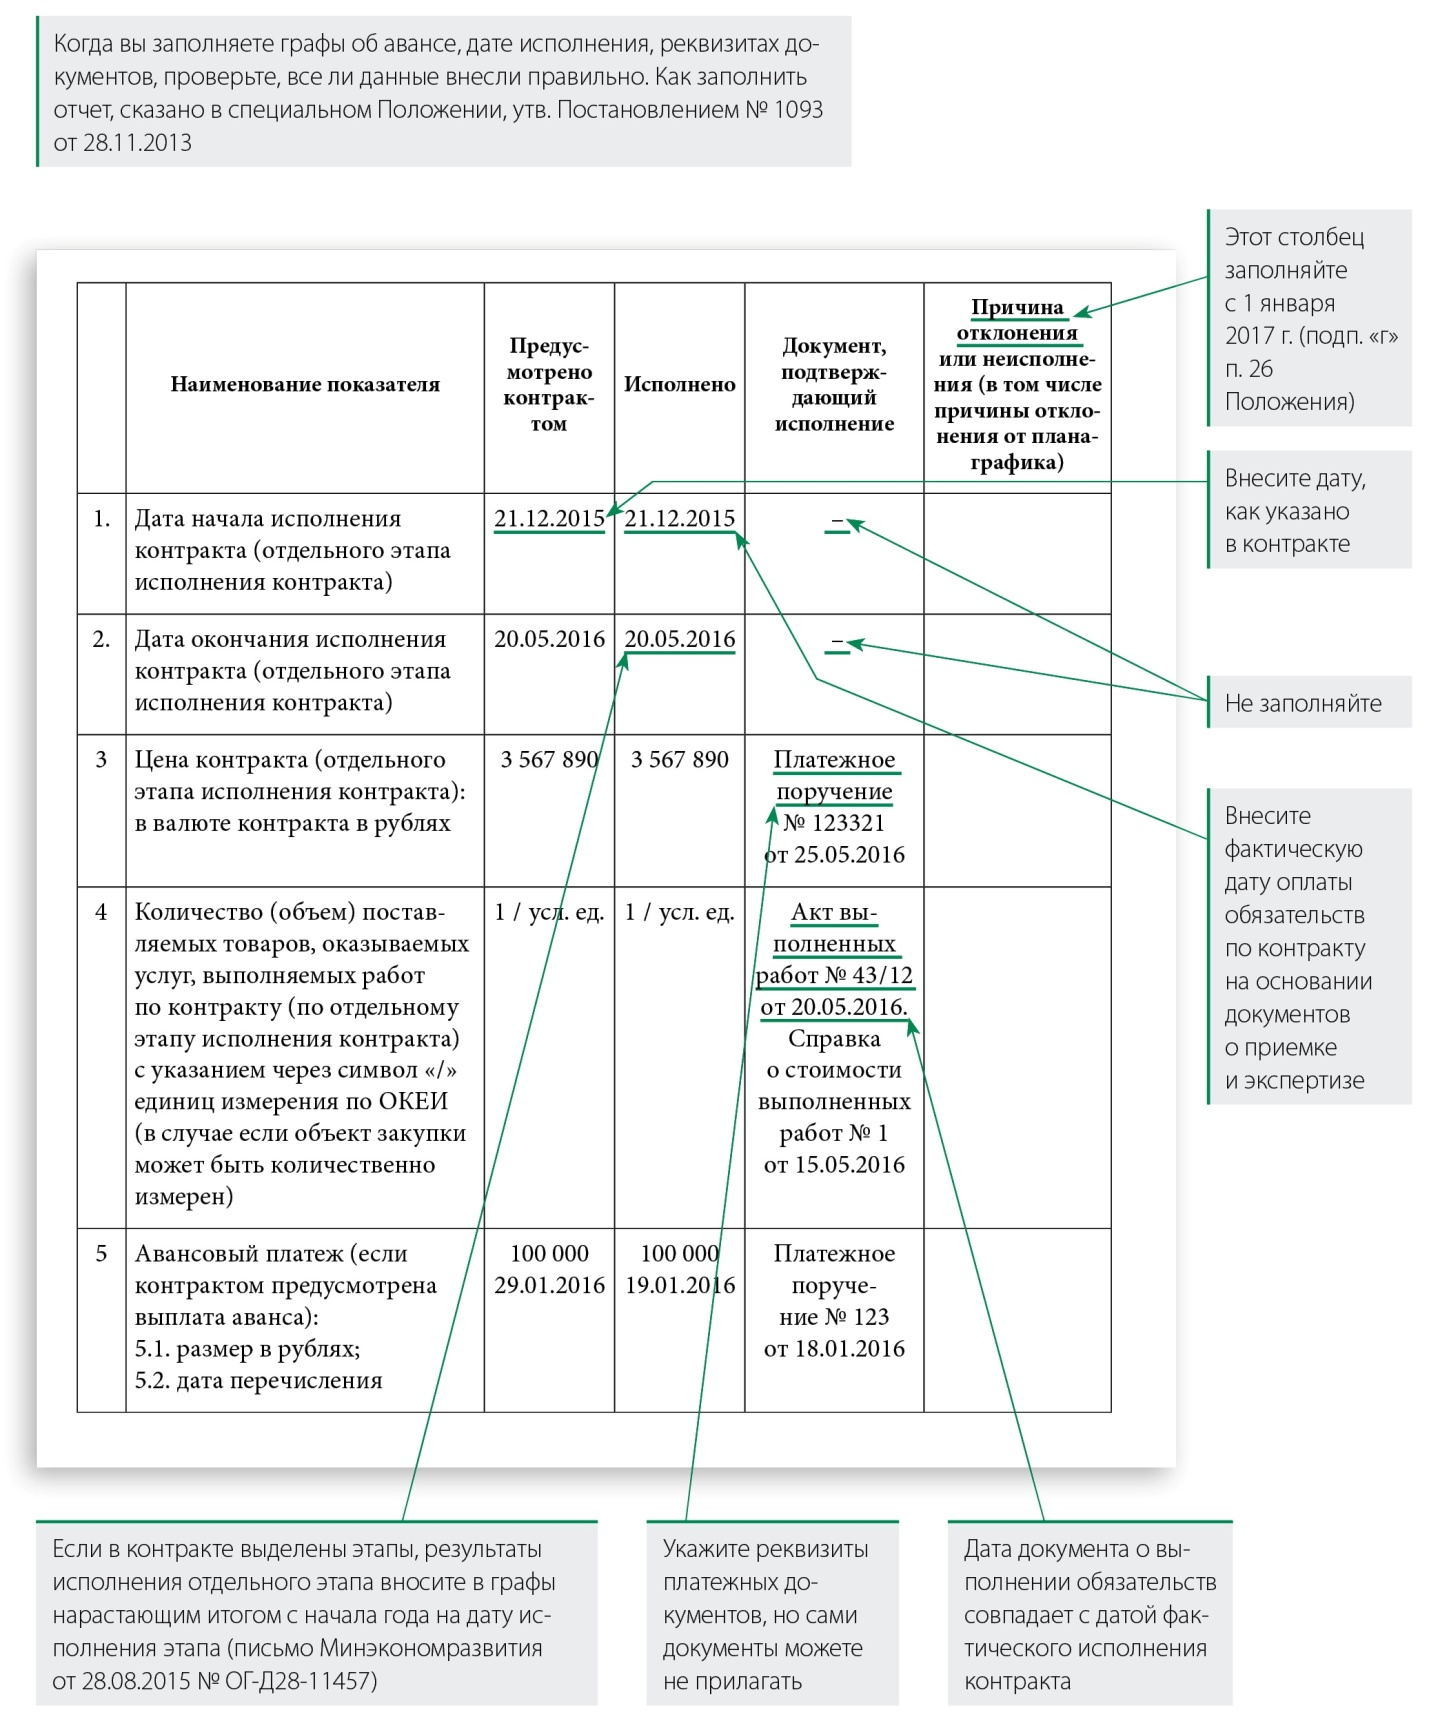 Когда вы заполняете графы об авансе, дате исполнения, реквизитах до-
кументов, проверьте, все ли данные внесли правильно. Как заполнить
отчет, сказано в специальном Положении, утв. Постановлением № 1093
от 28.11.2013
Этот столбец
заполняйте
с 1 января
2017 г. (подп. «г»
п. 26
Положения)
Наименование показателя
Предус-
мотрено
контрак-
том
Исполнено
Документ,
подтверж-
дающий
исполнение
Причина
отклонения
или неисполне-
ния (в том числе
причины откло-
нения от плана-
графика)
Внесите дату,
как указано
в контракте
1.
Дата начала исполнения
контракта (отдельного этапа
исполнения контракта)
21.12.2015
21.12.2015
–
2.
Дата окончания исполнения
контракта (отдельного этапа
исполнения контракта)
20.05.2016
20.05.2016
–
Не заполняйте
3
Цена контракта (отдельного
этапа исполнения контракта):
в валюте контракта в рублях
3 567 890
3 567 890
Платежное
поручение
№ 123321
от 25.05.2016
Внесите
фактическую
дату оплаты
обязательств
по контракту
на основании
документов
о приемке
и экспертизе
4
Количество (объем) постав-
ляемых товаров, оказываемых
услуг, выполняемых работ
по контракту (по отдельному
этапу исполнения контракта)
с указанием через символ «/»
единиц измерения по ОКЕИ
(в случае если объект закупки
может быть количественно
измерен)
1 / усл. ед.
1 / усл. ед.
Акт вы-
полненных
работ № 43/12
от 20.05.2016.
Справка
о стоимости
выполненных
работ № 1
от 15.05.2016
5
Авансовый платеж (если
контрактом предусмотрена
выплата аванса):
5.1. размер в рублях;
5.2. дата перечисления
100 000
29.01.2016
100 000
19.01.2016
Платежное
поруче-
ние № 123
от 18.01.2016
Если в контракте выделены этапы, результаты
исполнения отдельного этапа вносите в графы
нарастающим итогом с начала года на дату ис-
полнения этапа (письмо Минэкономразвития
от 28.08.2015 № ОГ-Д28-11457)
Укажите реквизиты
платежных до-
кументов, но сами
документы можете
не прилагать
Дата документа о вы-
полнении обязательств
совпадает с датой фак-
тического исполнения
контракта